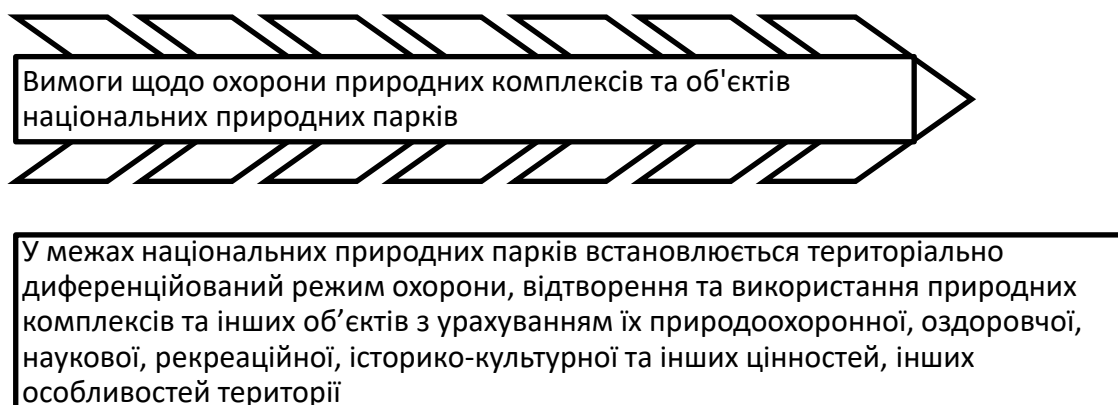 Вимоги щодо охорони природних комплексів та об'єктів
національних природних парків
У межах національних природних парків встановлюється територіально
диференційований режим охорони, відтворення та використання природних
комплексів та інших об’єктів з урахуванням їх природоохоронної, оздоровчої,
наукової, рекреаційної, історико-культурної та інших цінностей, інших
особливостей території